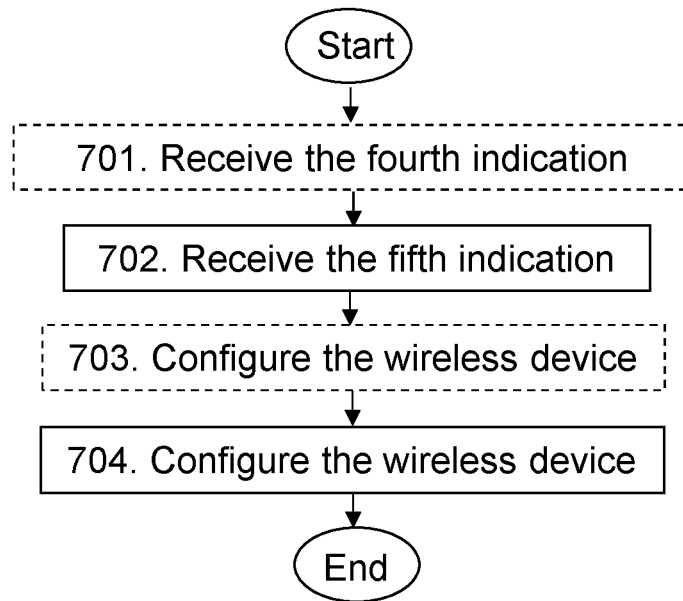 Start
701. Receive the fourth indication
702. Receive the fifth indication
703. Configure the wireless device
704. Configure the wireless device
End